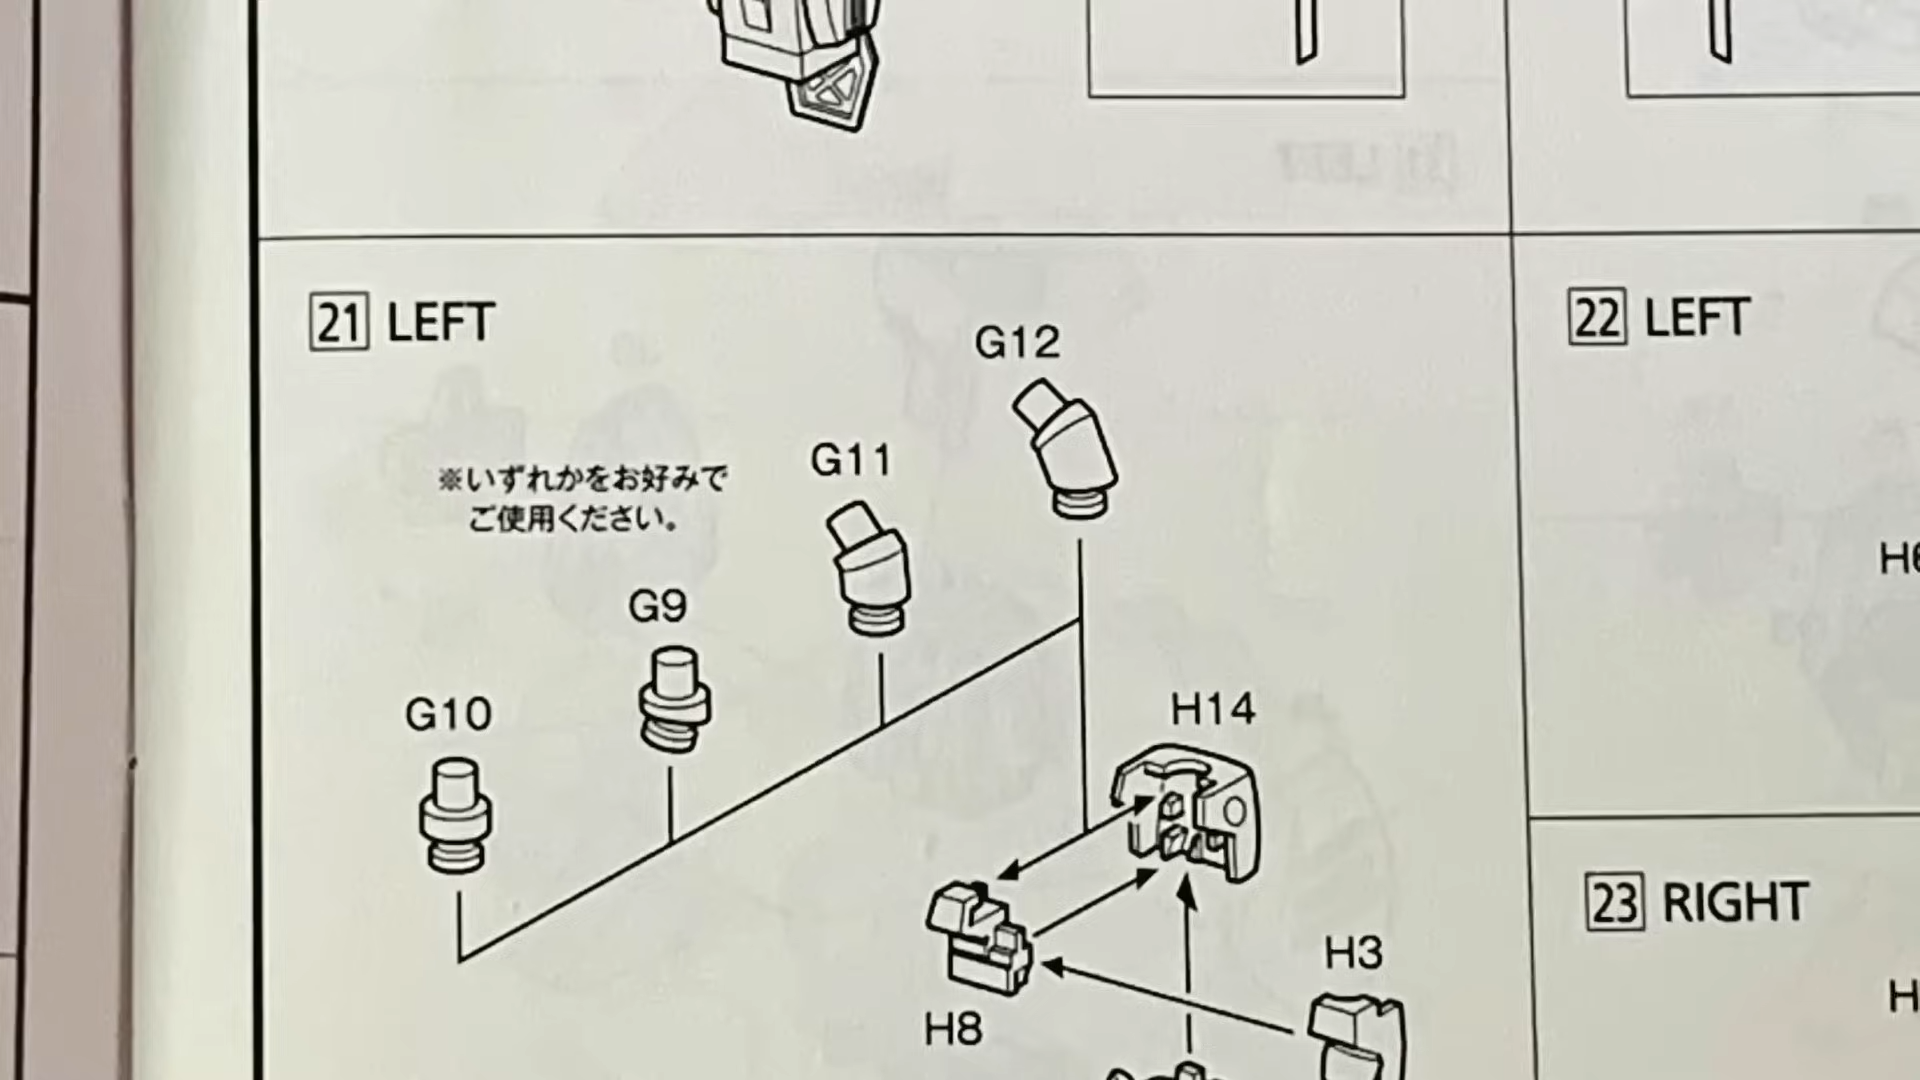 21 LEFT
G12
G11
※いずれかをお好みで
ご使用ください。
G9
G10
H14
H3
H8
22 LEFT
23 RIGHT